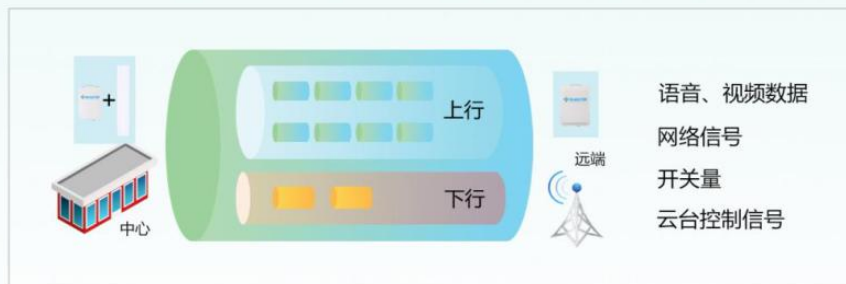 +
上行
下行
中心
远端
语音、视频数据
网络信号
开关量
云台控制信号